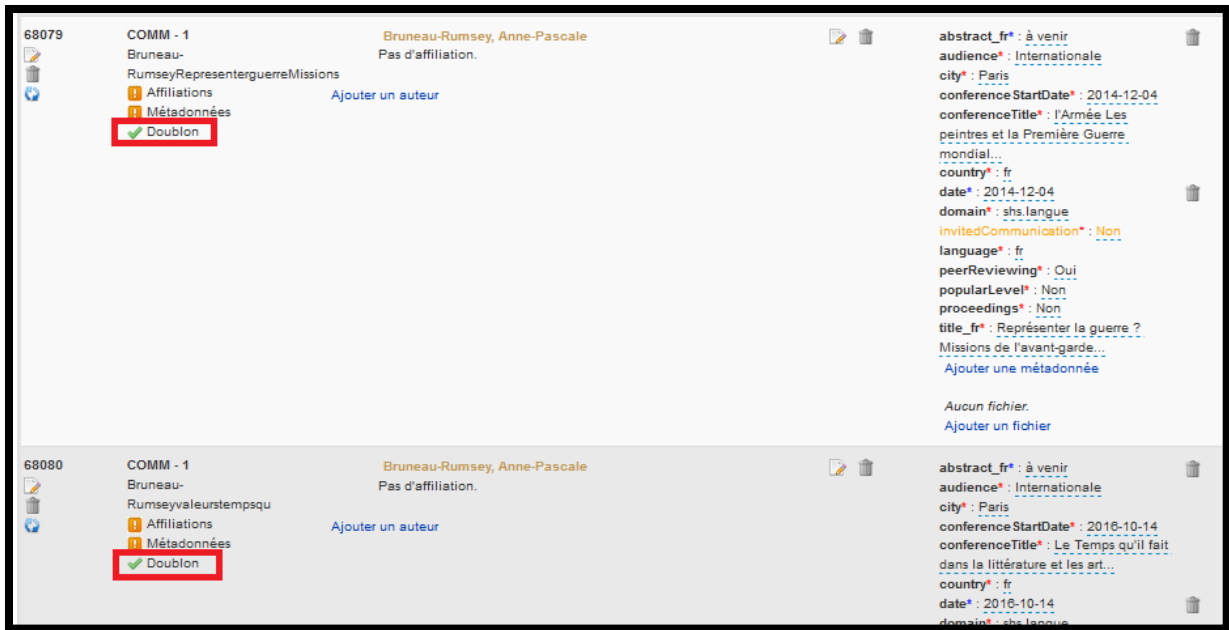 68079
COMM - 1
Bruneau-
RumseyRepresenterguerreMissions
Affiliations
Métadonnées
Doublon
Bruneau-Rumsey, Anne-Pascale
Pas d'affiliation.
Ajouter un auteur
abstract_fr* : à venir
audience* : Internationale
city* : Paris
conferenceStartDate* : 2014-12-04
conferenceTitle* : l'Armée Les
peintres et la Première Guerre
mondial...
country* : fr
date* : 2014-12-04
domain* : shs.langue
invitedCommunication* : Non
language* : fr
peerReviewing* : Oui
popularLevel* : Non
proceedings* : Non
title_fr* : Représenter la guerre ?
Missions de l'avant-garde...
Ajouter une métadonnée
Aucun fichier.
Ajouter un fichier
68080
COMM - 1
Bruneau-
Rumseyvaleurstempsqu
Affiliations
Métadonnées
Doublon
Bruneau-Rumsey, Anne-Pascale
Pas d'affiliation.
Ajouter un auteur
abstract_fr* : à venir
audience* : Internationale
city* : Paris
conferenceStartDate* : 2016-10-14
conferenceTitle* : Le Temps qu'il fait
dans la littérature et les art...
country* : fr
date* : 2016-10-14
domain* : shs.langue